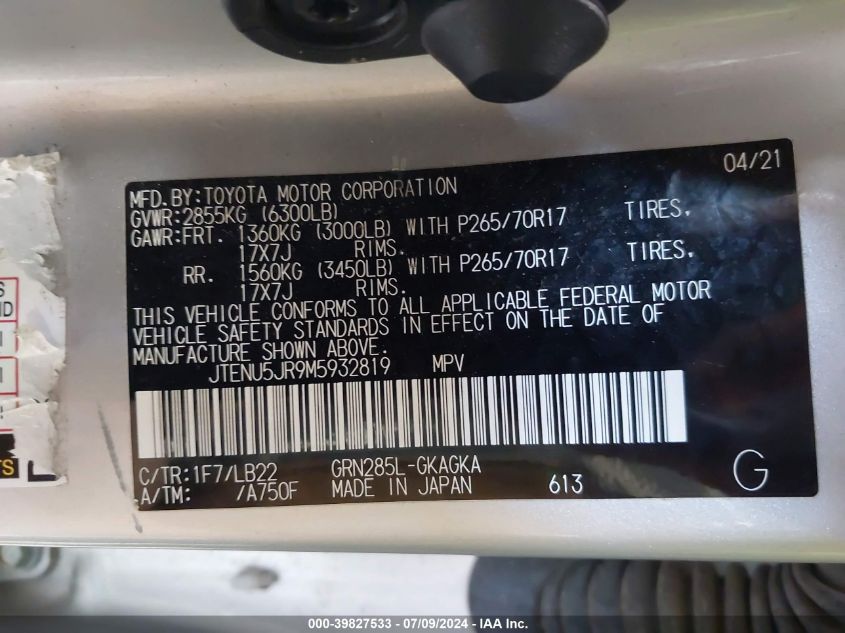 04/21
MFD.BY:TOYOTA MOTOR CORPORATION
GVWR:2855KG (6300LB)
GAWR:FRT. 1360KG (3000LB) WITH P265/70R17 TIRES,
17X7J RIMS.
RR. 1560KG (3450LB) WITH P265/70R17 TIRES,
17X7J RIMS.
THIS VEHICLE CONFORMS TO ALL APPLICABLE FEDERAL MOTOR
VEHICLE SAFETY STANDARDS IN EFFECT ON THE DATE OF
MANUFACTURE SHOWN ABOVE.
JTENU5JR9M5932819 MPV
C/TR:1F7/LB22 GRN285L-GKAGKA
A/TM: /A750F MADE IN JAPAN 613 G
000-39827533 - 07/09/2024 - IAA Inc.